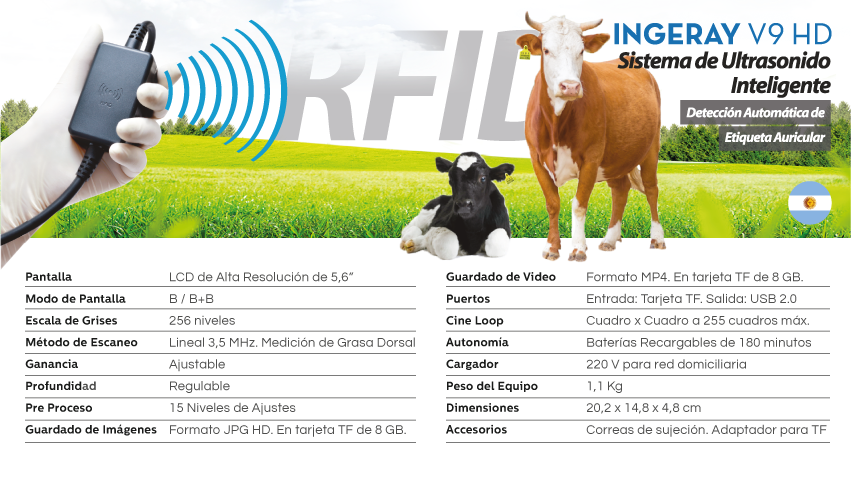 RFID
INGERAY V9 HD
Sistema de Ultrasonido
Inteligente
Detección Automática de
Etiqueta Auricular
Pantalla LCD de Alta Resolución de 5,6”
Modo de Pantalla B / B+B
Escala de Grises 256 niveles
Método de Escaneo Lineal 3,5 MHz. Medición de Grasa Dorsal
Ganancia Ajustable
Profundidad Regulable
Pre Proceso 15 Niveles de Ajustes
Guardado de Imágenes Formato JPG HD. En tarjeta TF de 8 GB.
Guardado de Video Formato MP4. En tarjeta TF de 8 GB.
Puertos Entrada: Tarjeta TF. Salida: USB 2.0
Cine Loop Cuadro x Cuadro a 255 cuadros máx.
Autonomía Baterías Recargables de 180 minutos
Cargador 220 V para red domiciliaria
Peso del Equipo 1,1 Kg
Dimensiones 20,2 x 14,8 x 4,8 cm
Accesorios Correas de sujeción. Adaptador para TF